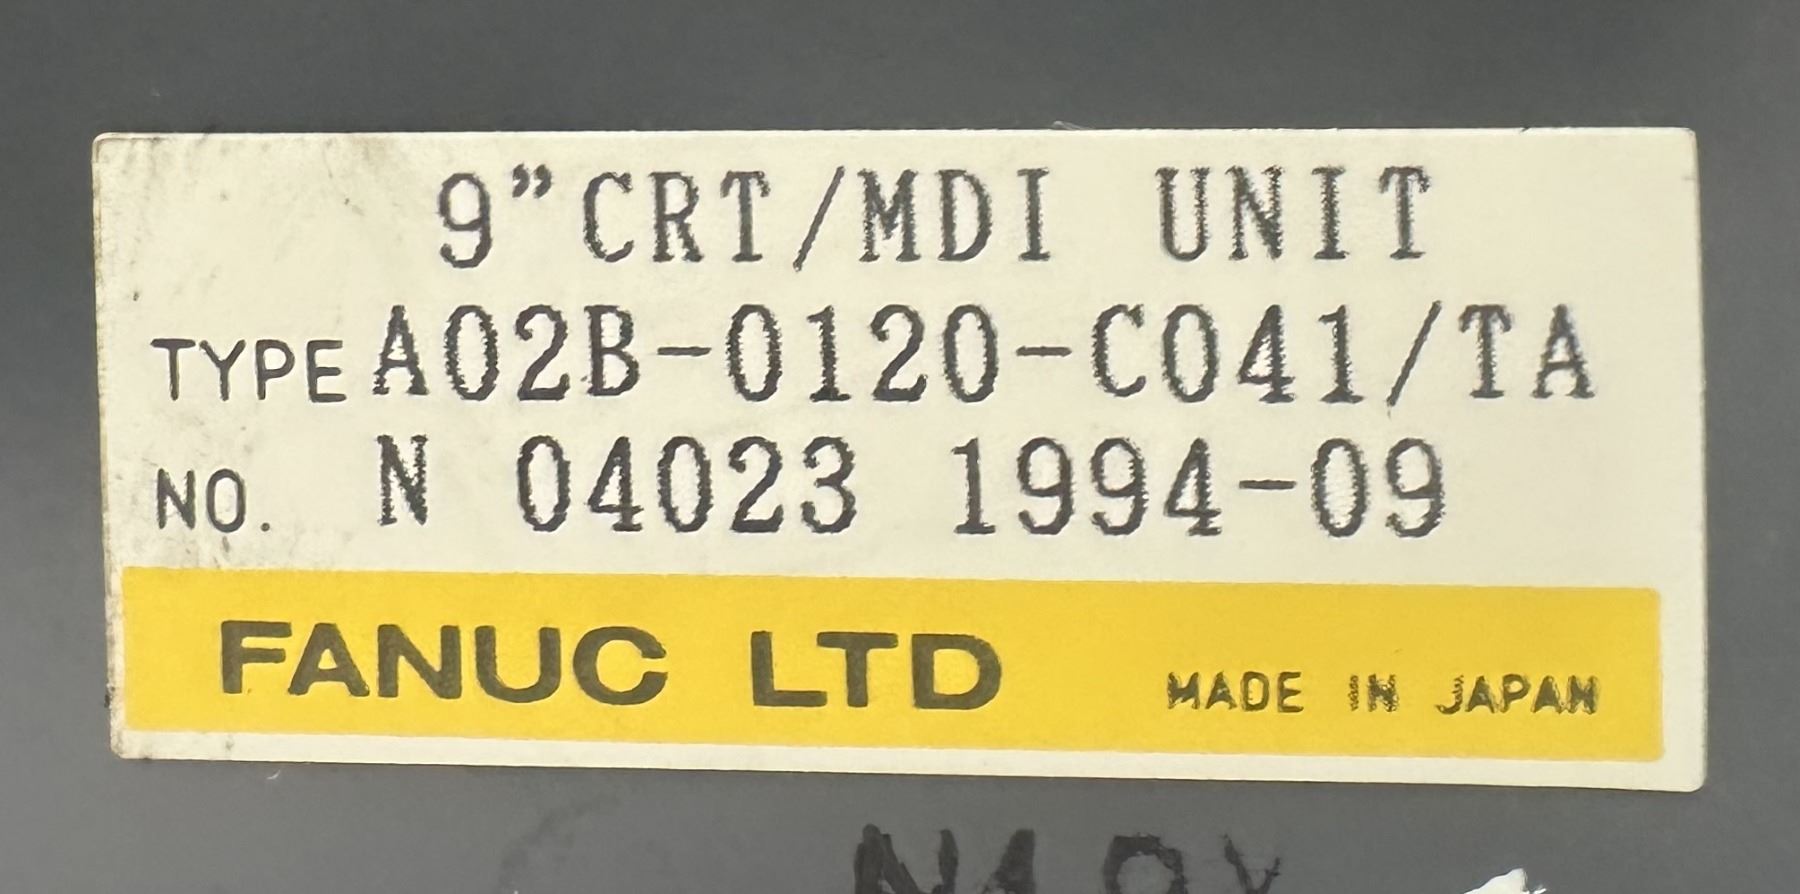 9”CRT/MDI UNIT
TYPE A02B-0120-C041/TA
NO. N 04023 1994-09
FANUC LTD MADE IN JAPAN